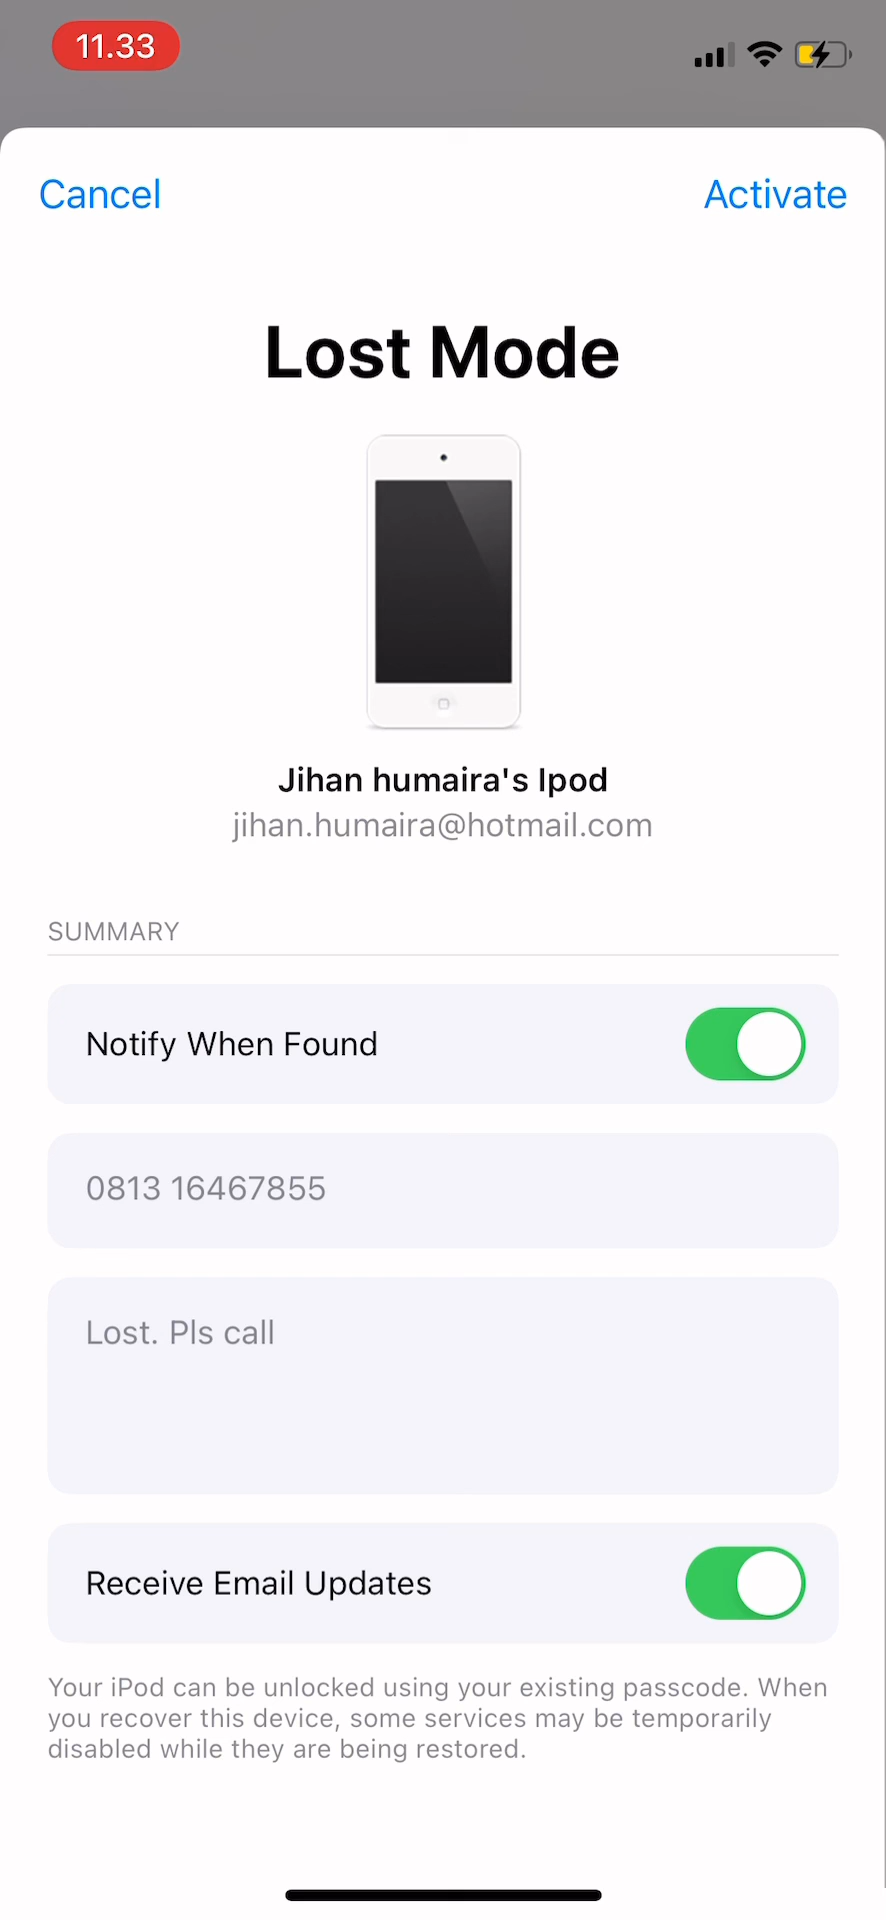 11.33
Cancel
Activate
Lost Mode
Jihan humaira's Ipod
jihan.humaira@hotmail.com
SUMMARY
Notify When Found
0813 16467855
Lost. Pls call
Receive Email Updates
Your iPod can be unlocked using your existing passcode. When
you recover this device, some services may be temporarily
disabled while they are being restored.